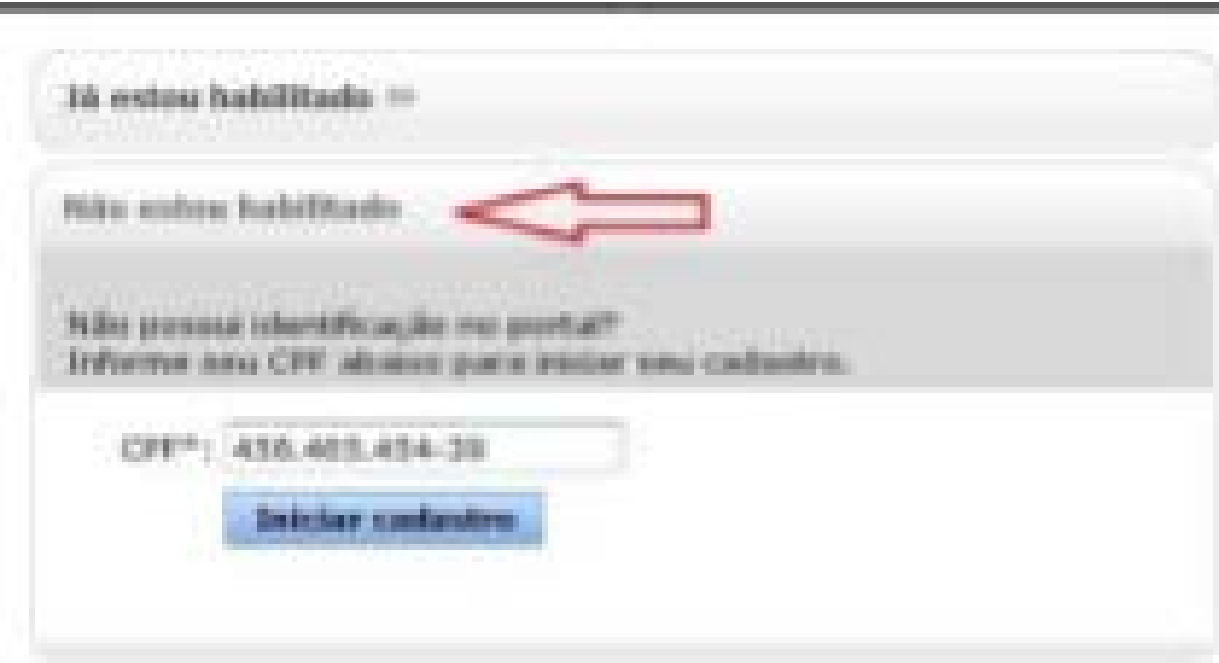 Já estou habilitado
Não estou habilitado
Não possui identificação no portal?
Informe seu CPF abaixo para iniciar seu cadastro.
CPF*:
Iniciar cadastro